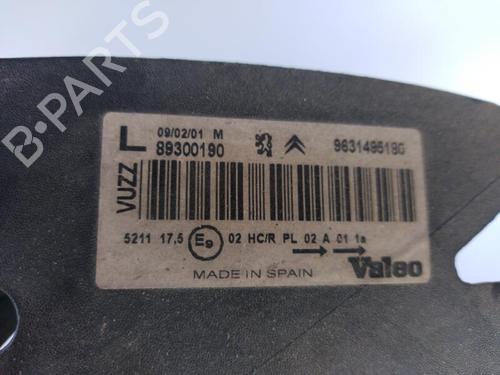 VUZZ
L 09/02/01 M
89300190
9631495180
5211 17,5 E9 02 HC/R PL 02 A 01 1a
MADE IN SPAIN
Valeo
B-PARTS